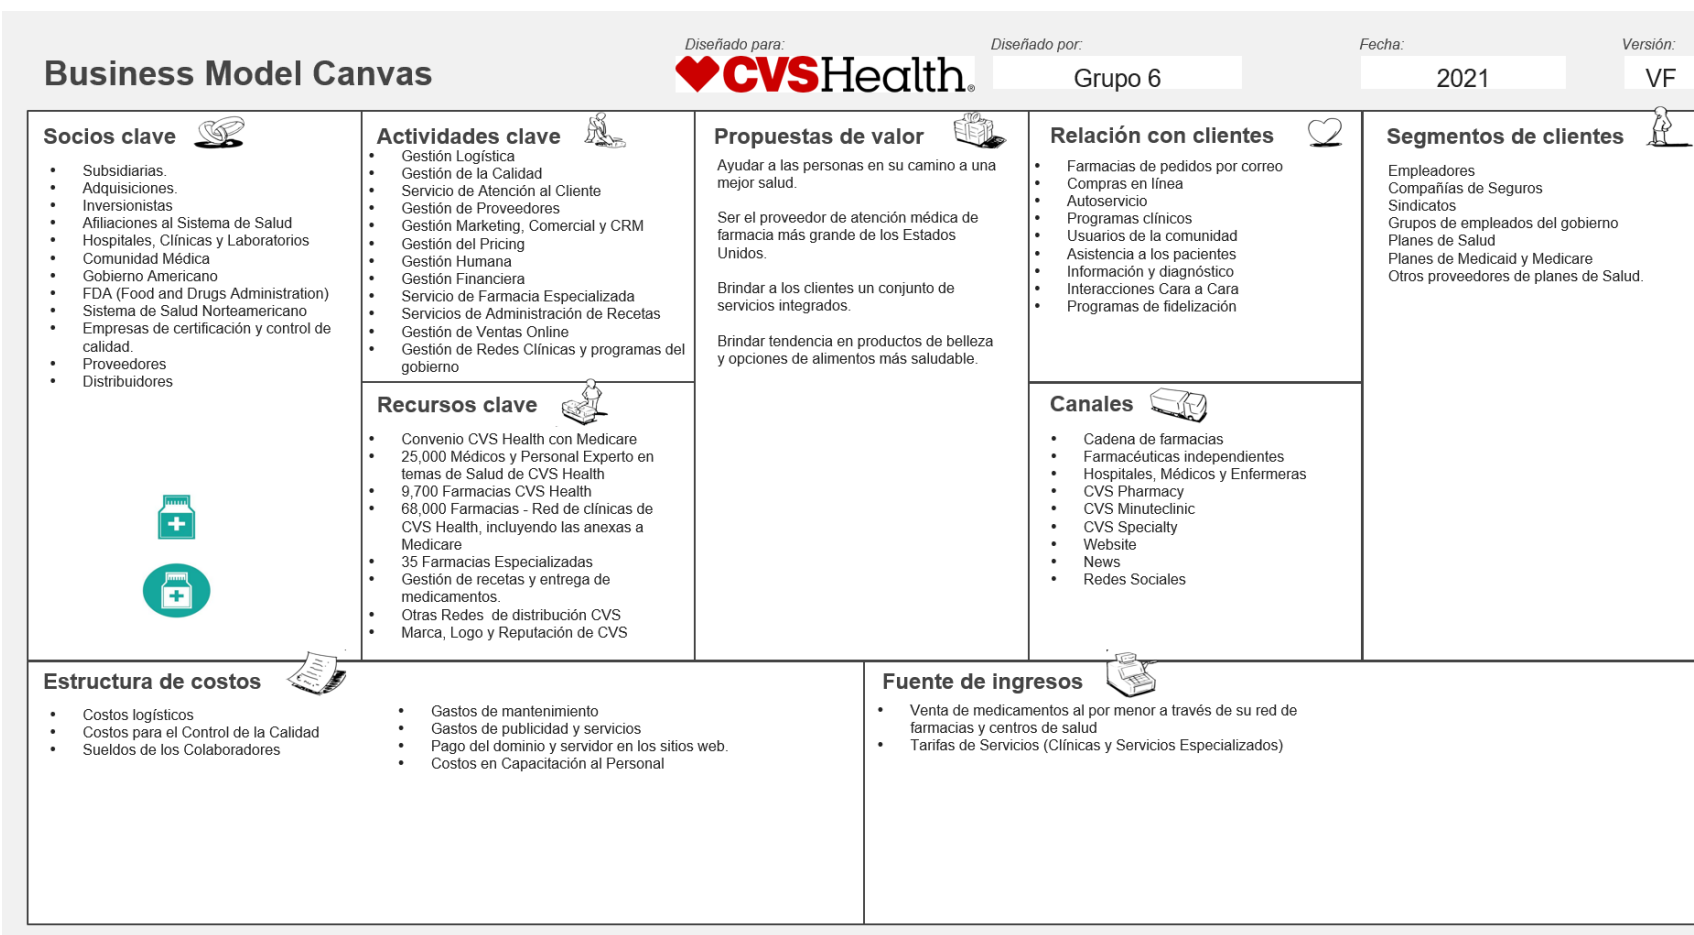 Diseñado para:
Diseñado por:
Fecha:
Versión:
Business Model Canvas
CVSHealth®
Grupo 6
2021
VF
Socios clave
• Subsidiarias.
• Adquisiciones.
• Inversionistas
• Afiliaciones al Sistema de Salud
• Hospitales, Clínicas y Laboratorios
• Comunidad Médica
• Gobierno Americano
• FDA (Food and Drugs Administration)
• Sistema de Salud Norteamericano
• Empresas de certificación y control de
calidad.
• Proveedores
• Distribuidores
Actividades clave
• Gestión Logística
• Gestión de la Calidad
• Servicio de Atención al Cliente
• Gestión de Proveedores
• Gestión Marketing, Comercial y CRM
• Gestión del Pricing
• Gestión Humana
• Gestión Financiera
• Servicio de Farmacia Especializada
• Servicios de Administración de Recetas
• Gestión de Ventas Online
• Gestión de Redes Clínicas y programas del
gobierno
Recursos clave
• Convenio CVS Health con Medicare
• 25,000 Médicos y Personal Experto en
temas de Salud de CVS Health
• 9,700 Farmacias CVS Health
• 68,000 Farmacias - Red de clínicas de
CVS Health, incluyendo las anexas a
Medicare
• 35 Farmacias Especializadas
• Gestión de recetas y entrega de
medicamentos.
• Otras Redes de distribución CVS
• Marca, Logo y Reputación de CVS
Propuestas de valor
Ayudar a las personas en su camino a una
mejor salud.
Ser el proveedor de atención médica de
farmacia más grande de los Estados
Unidos.
Brindar a los clientes un conjunto de
servicios integrados.
Brindar tendencia en productos de belleza
y opciones de alimentos más saludable.
Relación con clientes
• Farmacias de pedidos por correo
• Compras en línea
• Autoservicio
• Programas clínicos
• Usuarios de la comunidad
• Asistencia a los pacientes
• Información y diagnóstico
• Interacciones Cara a Cara
• Programas de fidelización
Canales
• Cadena de farmacias
• Farmacéuticas independientes
• Hospitales, Médicos y Enfermeras
• CVS Pharmacy
• CVS Minuteclinic
• CVS Specialty
• Website
• News
• Redes Sociales
Segmentos de clientes
Empleadores
Compañías de Seguros
Sindicatos
Grupos de empleados del gobierno
Planes de Salud
Planes de Medicaid y Medicare
Otros proveedores de planes de Salud.
Estructura de costos
• Costos logísticos
• Costos para el Control de la Calidad
• Sueldos de los Colaboradores
• Gastos de mantenimiento
• Gastos de publicidad y servicios
• Pago del dominio y servidor en los sitios web.
• Costos en Capacitación al Personal
Fuente de ingresos
• Venta de medicamentos al por menor a través de su red de
farmacias y centros de salud
• Tarifas de Servicios (Clínicas y Servicios Especializados)